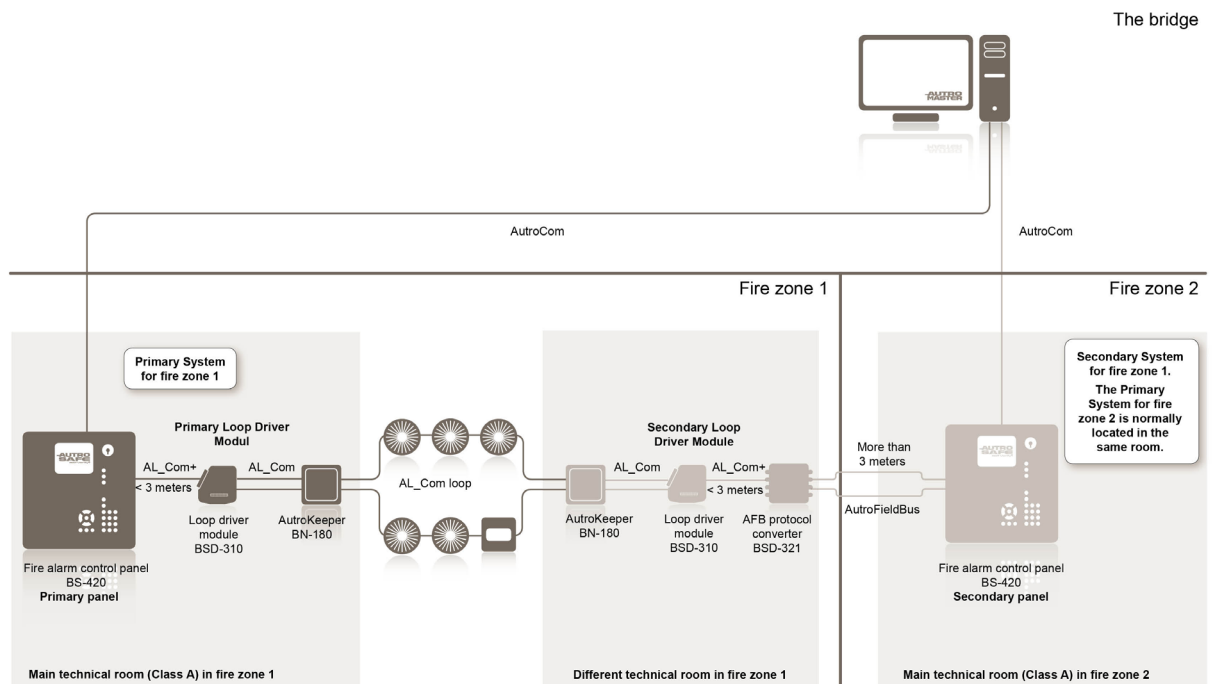 The bridge
AUTRO
MASTER
AutroCom
AutroCom
Fire zone 1
Fire zone 2
Primary System
for fire zone 1
Secondary System
for fire zone 1.
The Primary
System for fire
zone 2 is normally
located in the
same room.
Primary Loop Driver
Modul
Secondary Loop
Driver Module
AUTRO
SAFE
AL_Com+
< 3 meters
AL_Com
AL_Com loop
AL_Com
AL_Com+
< 3 meters
More than
3 meters
AutroFieldBus
AUTRO
SAFE
Loop driver
module
BSD-310
AutroKeeper
BN-180
AutroKeeper
BN-180
Loop driver
module
BSD-310
AFB protocol
converter
BSD-321
Fire alarm control panel
BS-420
Primary panel
Fire alarm control panel
BS-420
Secondary panel
Main technical room (Class A) in fire zone 1
Different technical room in fire zone 1
Main technical room (Class A) in fire zone 2